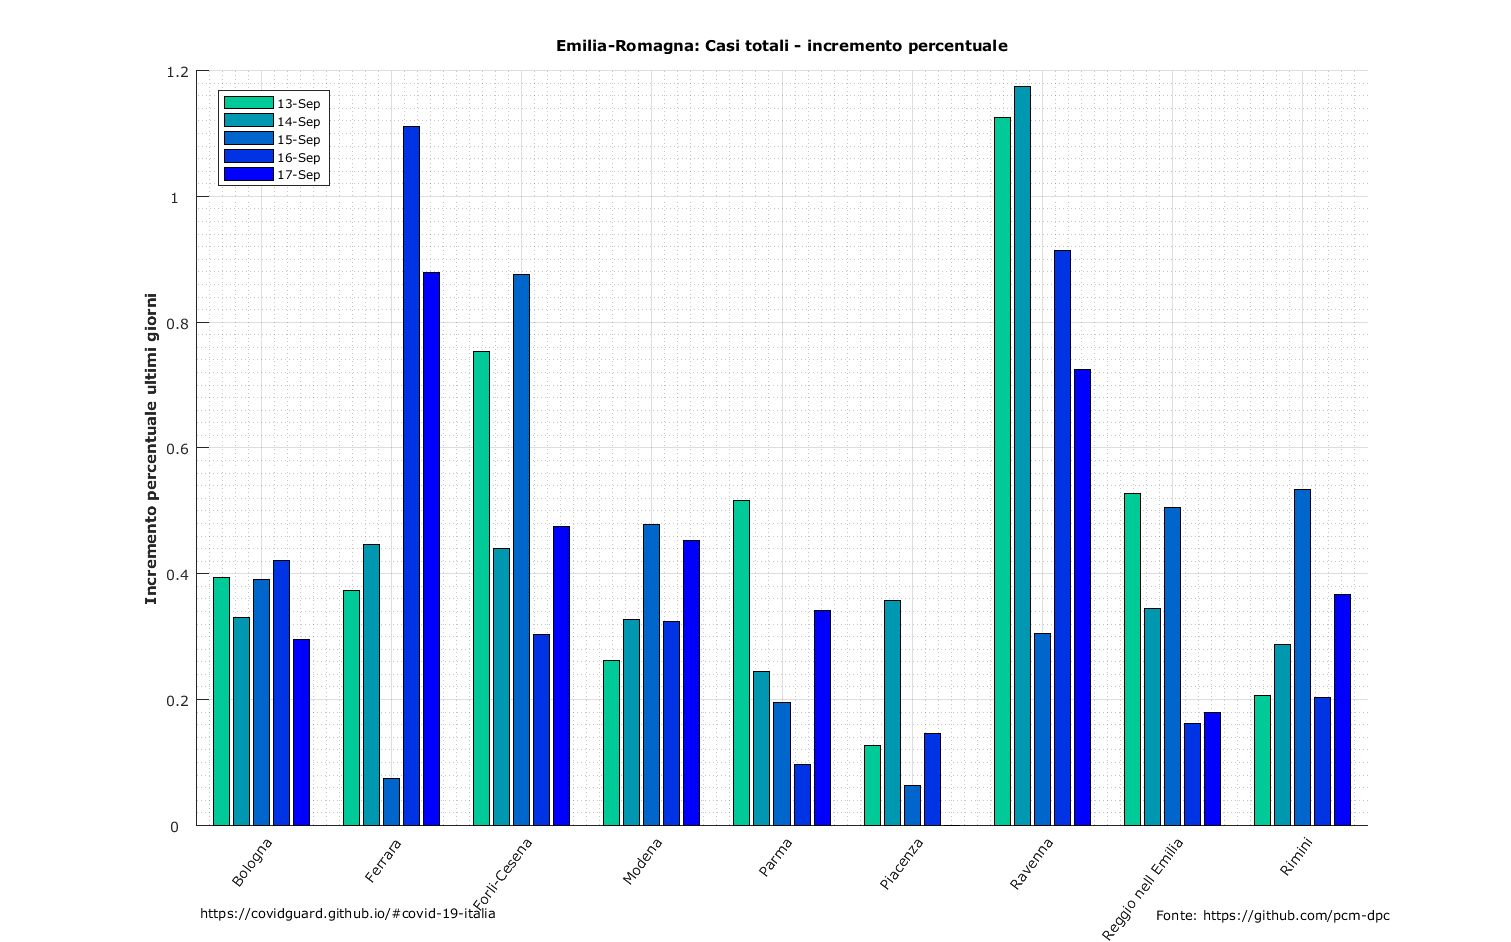 Emilia-Romagna: Casi totali - incremento percentuale
1.2
1
0.8
0.6
0.4
0.2
0
Incremento percentuale ultimi giorni
13-Sep
14-Sep
15-Sep
16-Sep
17-Sep
Bologna
Ferrara
Forlì-Cesena
Modena
Parma
Piacenza
Ravenna
Reggio nell Emilia
Rimini
https://covidguard.github.io/#covid-19-italia
Fonte: https://github.com/pcm-dpc